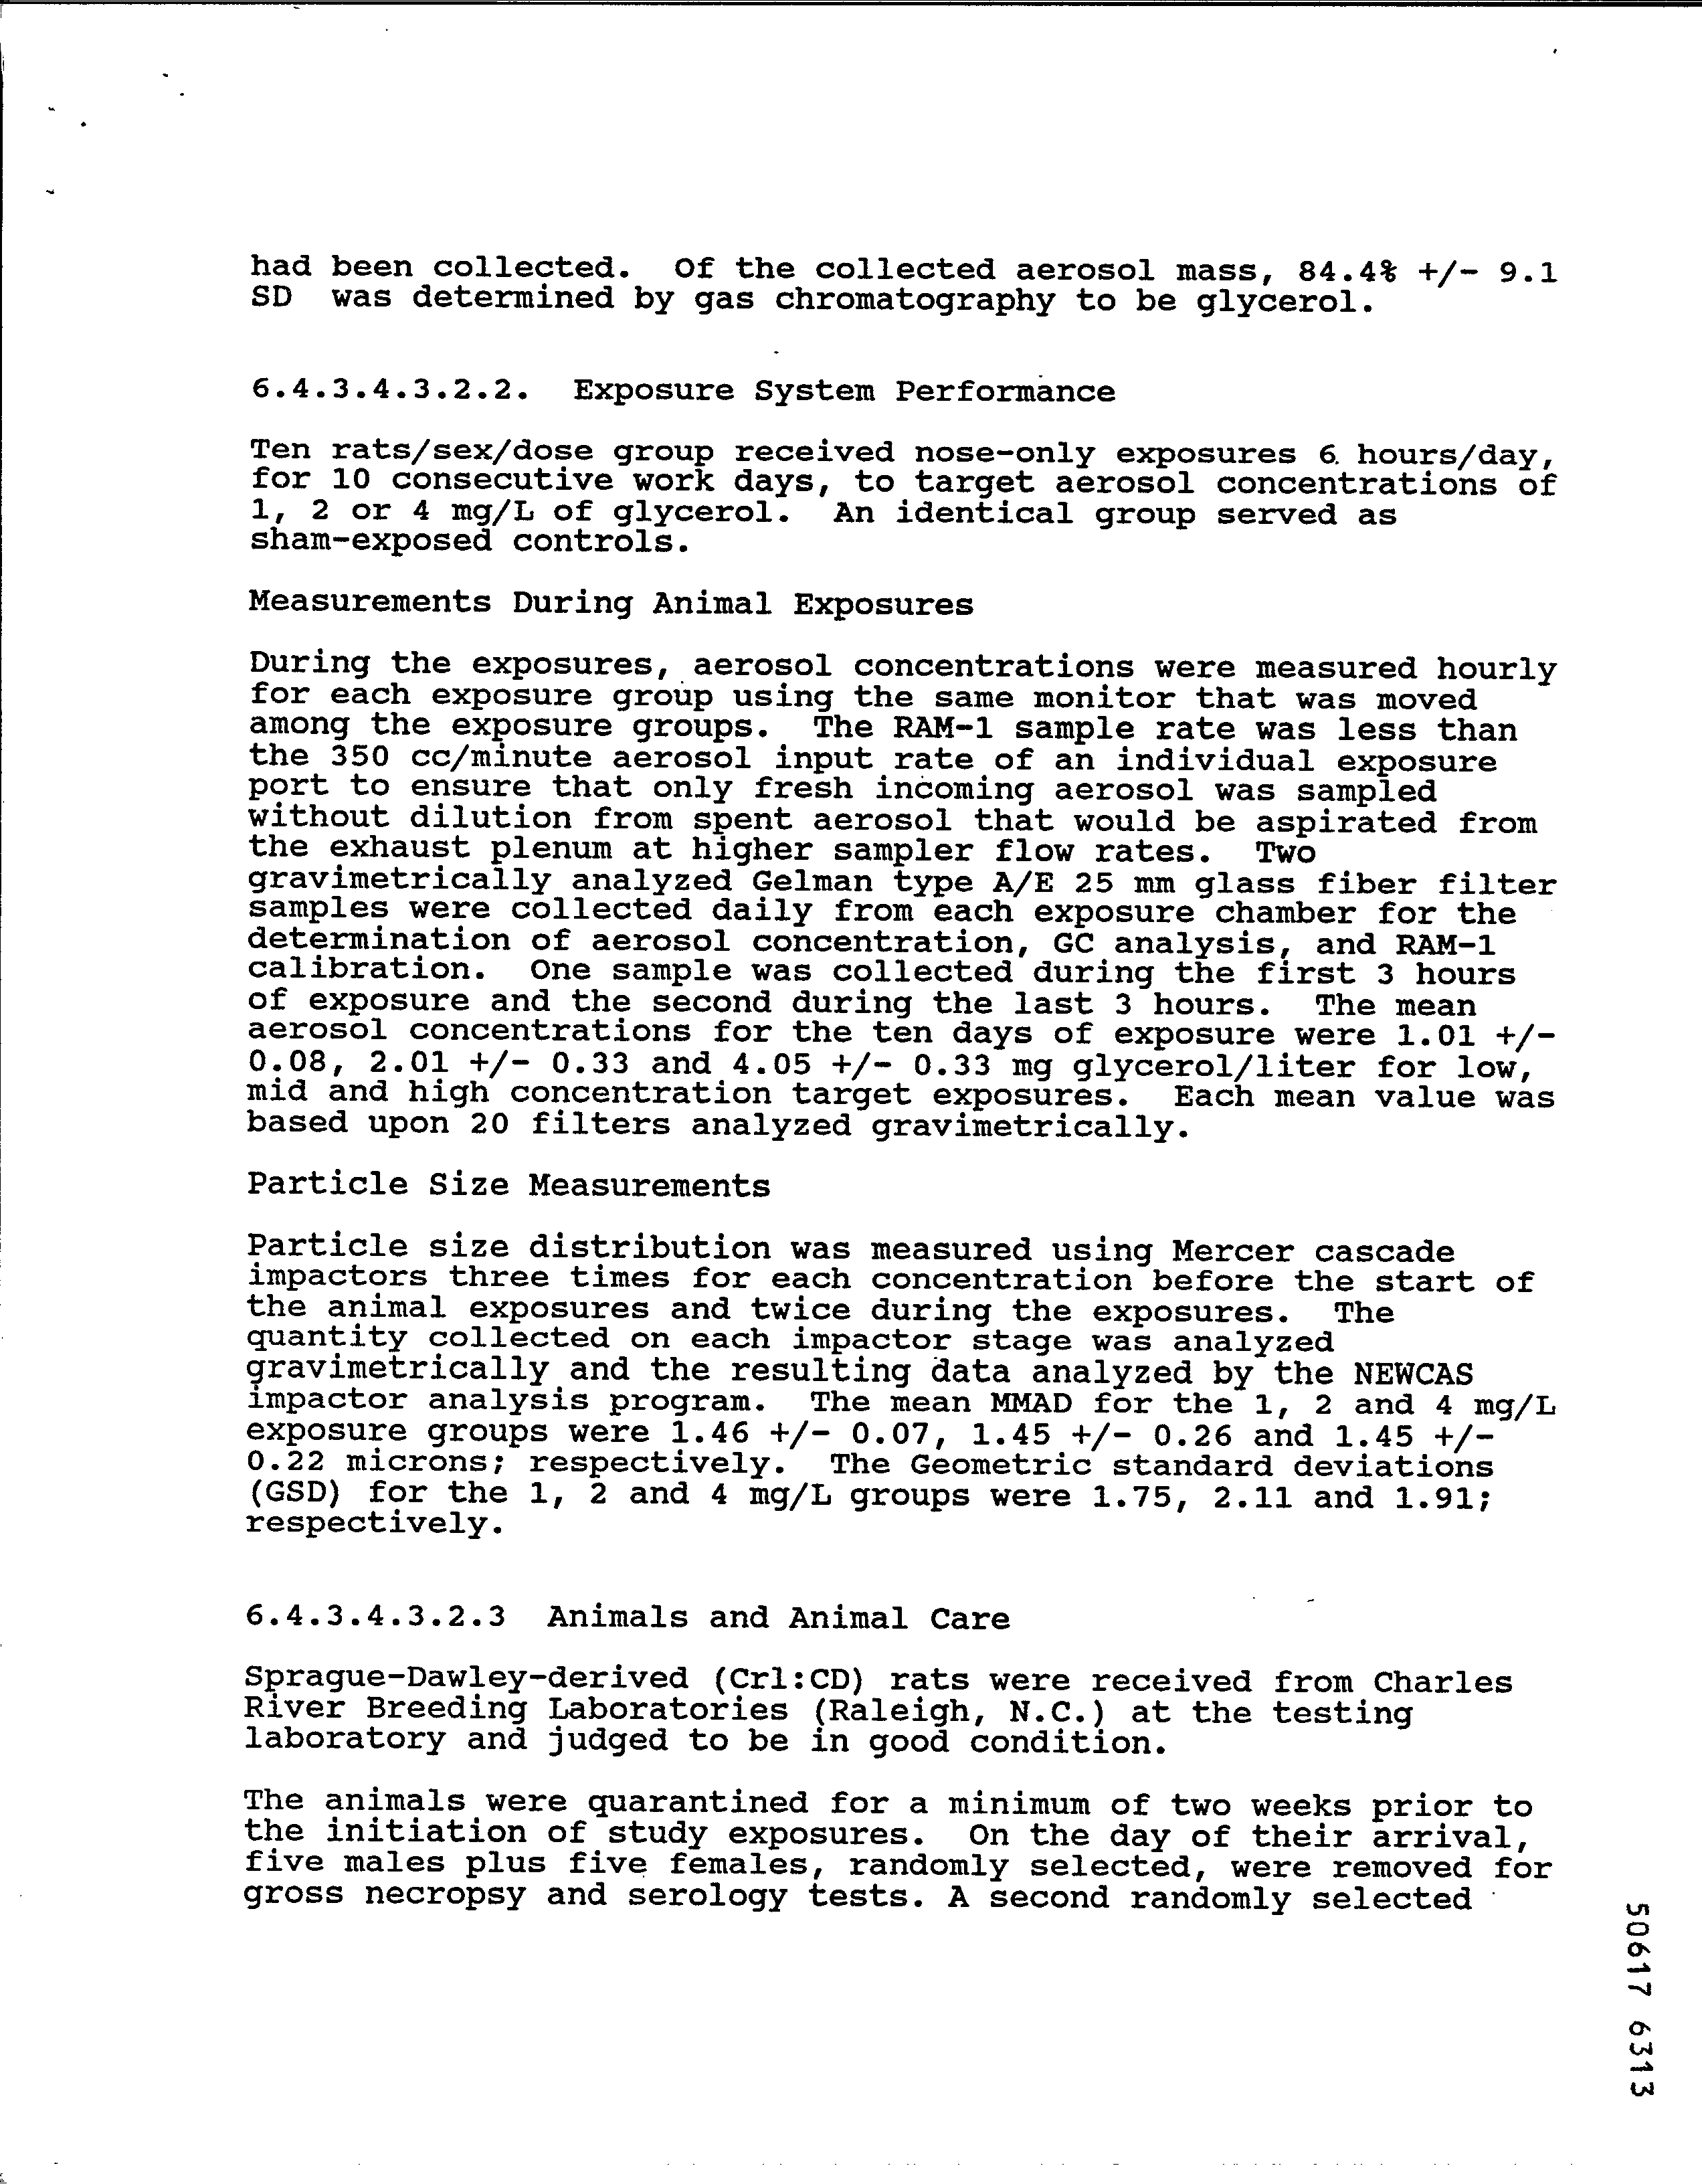 had been collected.  Of the collected aerosol mass, 84.4% +/- 9.1
SD  was determined by gas chromatography to be glycerol.
6.4.3.4.3.2.2.  Exposure System Performance
Ten rats/sex/dose group received nose-only exposures 6 hours/day,
for 10 consecutive work days, to target aerosol concentrations of
1, 2 or 4 mg/L of glycerol.  An identical group served as
sham-exposed controls.
Measurements During Animal Exposures
During the exposures, aerosol concentrations were measured hourly
for each exposure group using the same monitor that was moved
among the exposure groups.  The RAM-1 sample rate was less than
the 350 cc/minute aerosol input rate of an individual exposure
port to ensure that only fresh incoming aerosol was sampled
without dilution from spent aerosol that would be aspirated from
the exhaust plenum at higher sampler flow rates.  Two
gravimetrically analyzed Gelman type A/E 25 mm glass fiber filter
samples were collected daily from each exposure chamber for the
determination of aerosol concentration, GC analysis, and RAM-1
calibration.  One sample was collected during the first 3 hours
of exposure and the second during the last 3 hours.  The mean
aerosol concentrations for the ten days of exposure were 1.01 +/-
0.08, 2.01 +/- 0.33 and 4.05 +/- 0.33 mg glycerol/liter for low,
mid and high concentration target exposures.  Each mean value was
based upon 20 filters analyzed gravimetrically.
Particle Size Measurements
Particle size distribution was measured using Mercer cascade
impactors three times for each concentration before the start of
the animal exposures and twice during the exposures.  The
quantity collected on each impactor stage was analyzed
gravimetrically and the resulting data analyzed by the NEWCAS
impactor analysis program.  The mean MMAD for the 1, 2 and 4 mg/L
exposure groups were 1.46 +/- 0.07, 1.45 +/- 0.26 and 1.45 +/-
0.22 microns; respectively.  The Geometric standard deviations
(GSD) for the 1, 2 and 4 mg/L groups were 1.75, 2.11 and 1.91;
respectively.
6.4.3.4.3.2.3  Animals and Animal Care
Sprague-Dawley-derived (Crl:CD) rats were received from Charles
River Breeding Laboratories (Raleigh, N.C.) at the testing
laboratory and judged to be in good condition.
The animals were quarantined for a minimum of two weeks prior to
the initiation of study exposures.  On the day of their arrival,
five males plus five females, randomly selected, were removed for
gross necropsy and serology tests. A second randomly selected
50617 6313